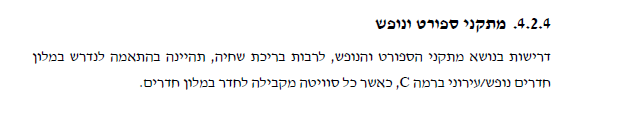 4.2.4. מתקני ספורט ונופש
דרישות בנושא מתקני הספורט והנופש, לרבות בריכת שחיה, תהיינה בהתאמה לנדרש במלון
חדרים נופש/עירוני ברמה C, כאשר כל סוויטה מקבילה לחדר במלון חדרים.